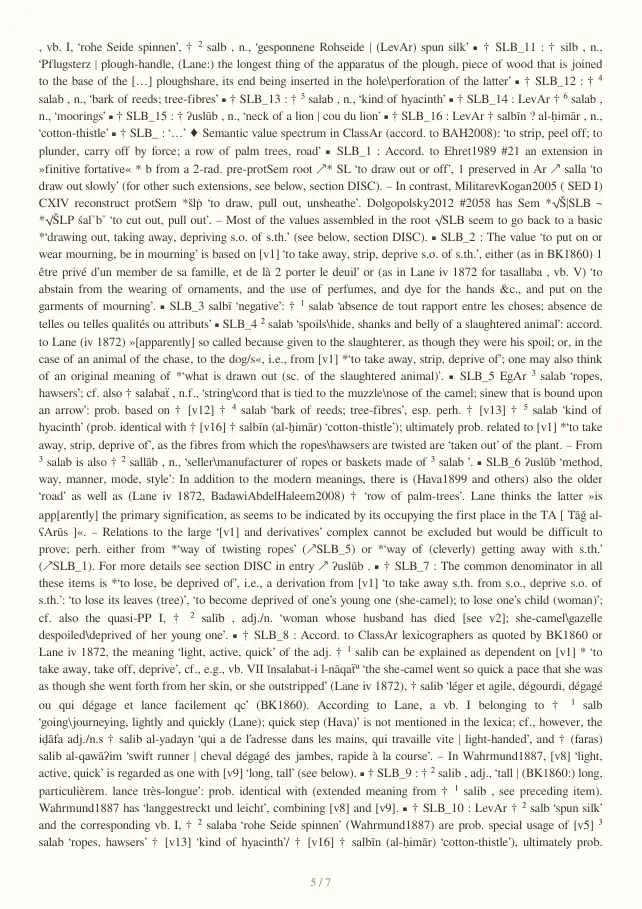 , vb. I, ‘rohe Seide spinnen’, † ² salb , n., ‘gesponnene Rohseide | (LevAr) spun silk’ ▪ † SLB_11 : † silb , n.,
‘Pflugsterz | plough-handle, (Lane:) the longest thing of the apparatus of the plough, piece of wood that is joined
to the base of the […] ploughshare, its end being inserted in the hole\perforation of the latter’ ▪ † SLB_12 : † ⁴
salab , n., ‘bark of reeds; tree-fibres’ ▪ † SLB_13 : † ⁵ salab , n., ‘kind of hyacinth’ ▪ † SLB_14 : LevAr † ⁶ salab ,
n., ‘moorings’ ▪ † SLB_15 : † ʔuslūb , n., ‘neck of a lion | cou du lion’ ▪ † SLB_16 : LevAr † salbīn ? al-ḥimār , n.,
‘cotton-thistle’ ▪ † SLB_ : ‘…’ ♦ Semantic value spectrum in ClassAr (accord. to BAH2008): ‘to strip, peel off; to
plunder, carry off by force; a row of palm trees, road’ ▪ SLB_1 : Accord. to Ehret1989 #21 an extension in
»finitive fortative« * b from a 2-rad. pre-protSem root ↗* SL ‘to draw out or off’, 1 preserved in Ar ↗ salla ‘to
draw out slowly’ (for other such extensions, see below, section DISC). – In contrast, MilitarevKogan2005 ( SED I)
CXIV reconstruct protSem *šlp ‘to draw, pull out, unsheathe’. Dolgopolsky2012 #2058 has Sem *√Š|SLB ~
*√ŜLP śalˇbˇ ‘to cut out, pull out’. – Most of the values assembled in the root √SLB seem to go back to a basic
*‘drawing out, taking away, depriving s.o. of s.th.’ (see below, section DISC). ▪ SLB_2 : The value ‘to put on or
wear mourning, be in mourning’ is based on [v1] ‘to take away, strip, deprive s.o. of s.th.’, either (as in BK1860) 1
être privé d’un member de sa famille, et de là 2 porter le deuil’ or (as in Lane iv 1872 for tasallaba , vb. V) ‘to
abstain from the wearing of ornaments, and the use of perfumes, and dye for the hands &c., and put on the
garments of mourning’. ▪ SLB_3 salbī ‘negative’: † ¹ salab ‘absence de tout rapport entre les choses; absence de
telles ou telles qualités ou attributs’ ▪ SLB_4 ² salab ‘spoils\hide, shanks and belly of a slaughtered animal’: accord.
to Lane (iv 1872) »[apparently] so called because given to the slaughterer, as though they were his spoil; or, in the
case of an animal of the chase, to the dog/s«, i.e., from [v1] *‘to take away, strip, deprive of’; one may also think
of an original meaning of *‘what is drawn out (sc. of the slaughtered animal)’. ▪ SLB_5 EgAr ³ salab ‘ropes,
hawsers’; cf. also † salabaẗ , n.f., ‘string\cord that is tied to the muzzle\nose of the camel; sinew that is bound upon
an arrow’: prob. based on † [v12] † ⁴ salab ‘bark of reeds; tree-fibres’, esp. perh. † [v13] † ⁵ salab ‘kind of
hyacinth’ (prob. identical with † [v16] † salbīn (al-ḥimār) ‘cotton-thistle’); ultimately prob. related to [v1] *‘to take
away, strip, deprive of’, as the fibres from which the ropes\hawsers are twisted are ‘taken out’ of the plant. – From
³ salab is also † ² sallāb , n., ‘seller\manufacturer of ropes or baskets made of ³ salab ’. ▪ SLB_6 ʔuslūb ‘method,
way, manner, mode, style’: In addition to the modern meanings, there is (Hava1899 and others) also the older
‘road’ as well as (Lane iv 1872, BadawiAbdelHaleem2008) † ‘row of palm-trees’. Lane thinks the latter »is
app[arently] the primary signification, as seems to be indicated by its occupying the first place in the TA [ Tāǧ al-
ʕArūs ]«. – Relations to the large ‘[v1] and derivatives’ complex cannot be excluded but would be difficult to
prove; perh. either from *‘way of twisting ropes’ (↗SLB_5) or *‘way of (cleverly) getting away with s.th.’
(↗SLB_1). For more details see section DISC in entry ↗ ʔuslūb . ▪ † SLB_7 : The common denominator in all
these items is *‘to lose, be deprived of’, i.e., a derivation from [v1] ‘to take away s.th. from s.o., deprive s.o. of
s.th.’: ‘to lose its leaves (tree)’, ‘to become deprived of one’s young one (she-camel); to lose one’s child (woman)’;
cf. also the quasi-PP I, † ² salīb , adj./n. ‘woman whose husband has died [see v2]; she-camel\gazelle
despoiled\deprived of her young one’. ▪ † SLB_8 : Accord. to ClassAr lexicographers as quoted by BK1860 or
Lane iv 1872, the meaning ‘light, active, quick’ of the adj. † ¹ salib can be explained as dependent on [v1] * ‘to
take away, take off, deprive’, cf., e.g., vb. VII ĭnsalabat-i l-nāqaẗᵘ ‘the she-camel went so quick a pace that she was
as though she went forth from her skin, or she outstripped’ (Lane iv 1872), † salib ‘léger et agile, dégourdi, dégagé
ou qui dégage et lance facilement qc’ (BK1860). According to Lane, a vb. I belonging to † ¹ salb
‘going\journeying, lightly and quickly (Lane); quick step (Hava)’ is not mentioned in the lexica; cf., however, the
iḍāfa adj./n.s † salib al-yadayn ‘qui a de l’adresse dans les mains, qui travaille vite | light-handed’, and † (faras)
salib al-qawāʔim ‘swift runner | cheval dégagé des jambes, rapide à la course’. – In Wahrmund1887, [v8] ‘light,
active, quick’ is regarded as one with [v9] ‘long, tall’ (see below). ▪ † SLB_9 : † ² salib , adj., ‘tall | (BK1860:) long,
particulièrem. lance très-longue’: prob. identical with (extended meaning from † ¹ salib , see preceding item).
Wahrmund1887 has ‘langgestreckt und leicht’, combining [v8] and [v9]. ▪ † SLB_10 : LevAr † ² salb ‘spun silk’
and the corresponding vb. I, † ² salaba ‘rohe Seide spinnen’ (Wahrmund1887) are prob. special usage of [v5] ³
salab ‘ropes, hawsers’ † [v13] ‘kind of hyacinth’/ † [v16] † salbīn (al-ḥimār) ‘cotton-thistle’), ultimately prob.
5 / 7